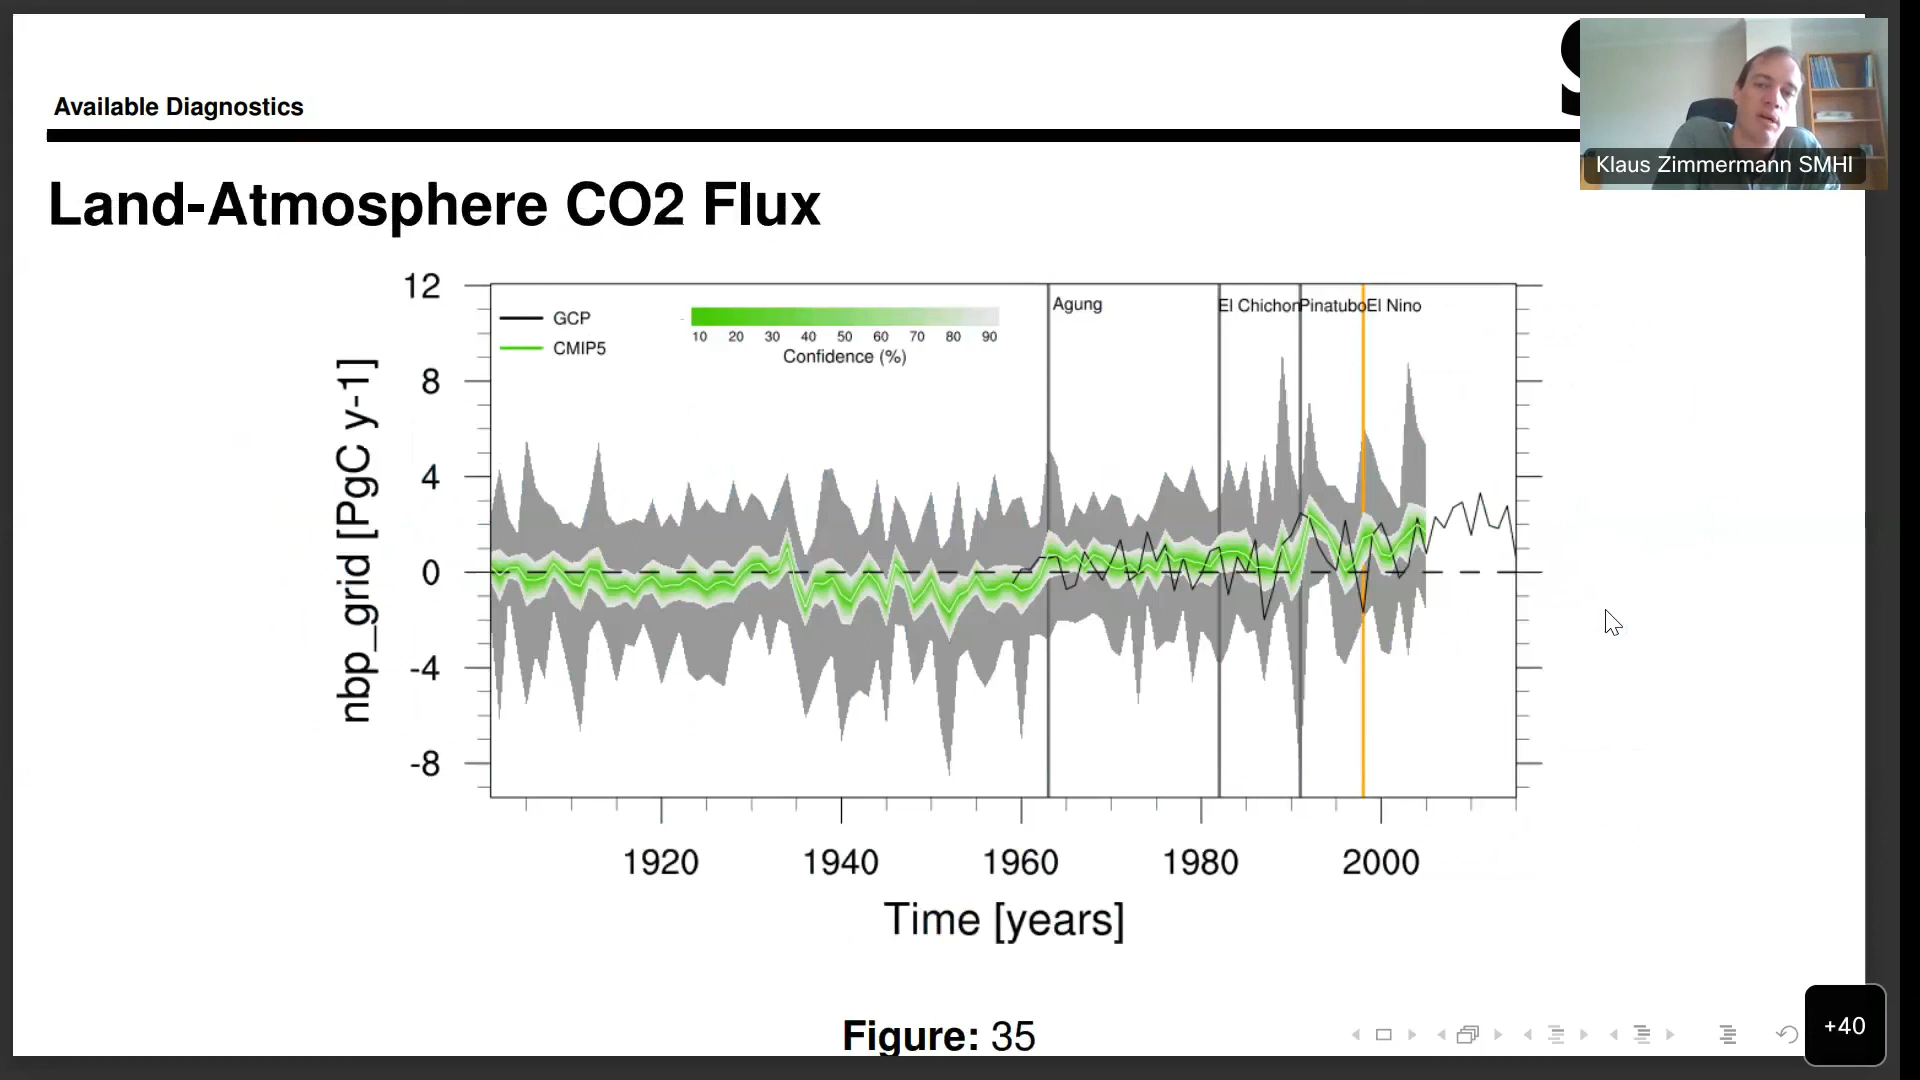 Available Diagnostics
S
Klaus Zimmermann SMHI
Land-Atmosphere CO2 Flux
12
8
4
0
-4
-8
nbp_grid [PgC y-1]
GCP
CMIP5
10 20 30 40 50 60 70 80 90
Confidence (%)
Agung
El Chichon
Pinatubo
El Nino
1920 1940 1960 1980 2000
Time [years]
Figure: 35
+40